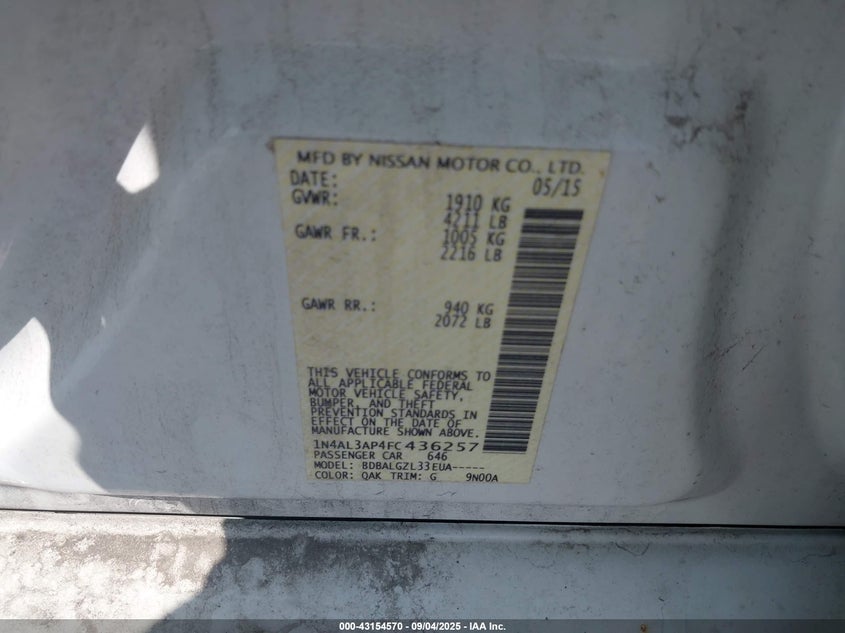 MFD BY NISSAN MOTOR CO., LTD.
DATE: 05/15
GVWR: 1910 KG
4211 LB
GAWR FR.: 1005 KG
2216 LB
GAWR RR.: 940 KG
2072 LB
THIS VEHICLE CONFORMS TO
ALL APPLICABLE FEDERAL
MOTOR VEHICLE SAFETY,
BUMPER, AND THEFT
PREVENTION STANDARDS IN
EFFECT ON THE DATE OF
MANUFACTURE SHOWN ABOVE.
1N4AL3AP4FC436257
PASSENGER CAR 646
MODEL: BDBALGZL33EUA-----
COLOR: QAK TRIM: G 9N00A
000-43154570 - 09/04/2025 - IAA Inc.